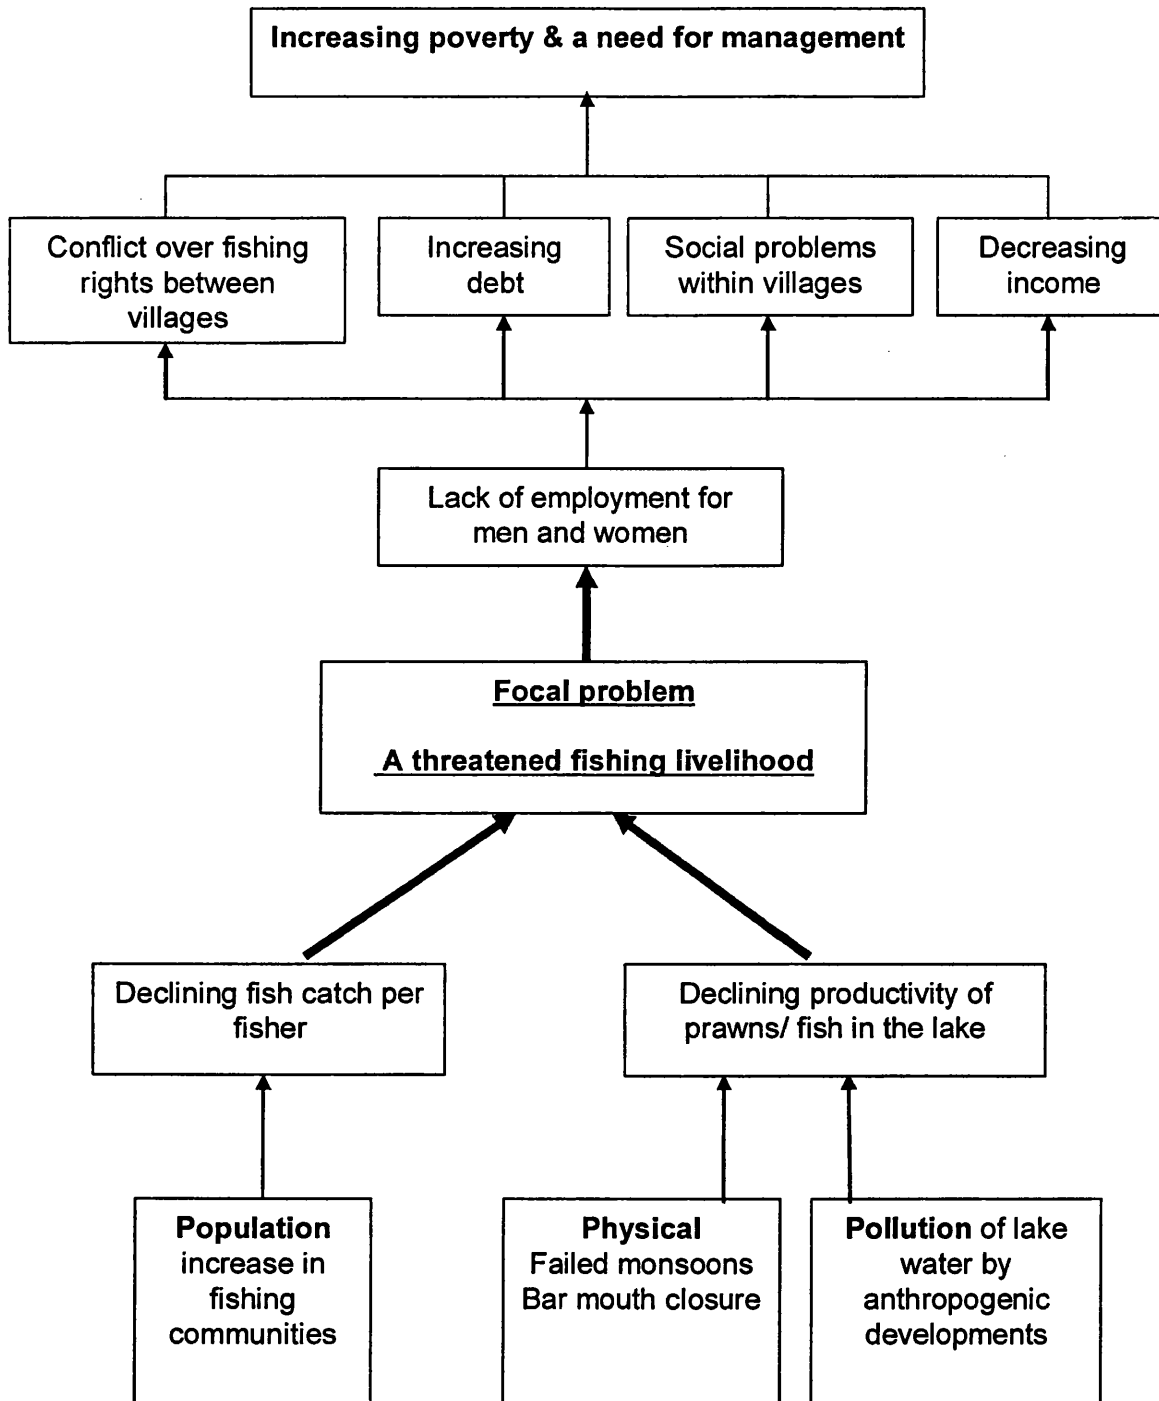 Increasing poverty & a need for management
Conflict over fishing
rights between
villages
Increasing
debt
Social problems
within villages
Decreasing
income
Lack of employment for
men and women
Focal problem
A threatened fishing livelihood
Declining fish catch per
fisher
Declining productivity of
prawns/ fish in the lake
Population
increase in
fishing
communities
Physical
Failed monsoons
Bar mouth closure
Pollution of lake
water by
anthropogenic
developments